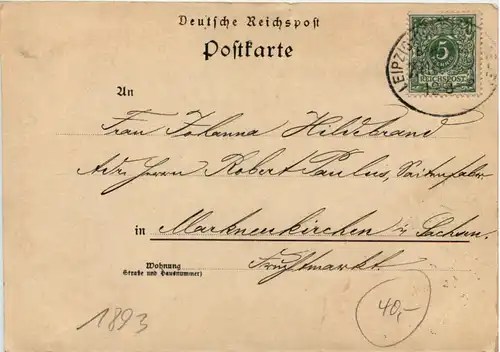 Deutsche Reichspost
Postkarte
5
REICHSPOST
LEIPZIG
An
Frau Johanna Hildebrand
Adr. Herrn Robert Paulus, Saitenfabr.
in Markneukirchen i. Sachsen.
Wohnung
(Straße und Hausnummer)
40,-
1893